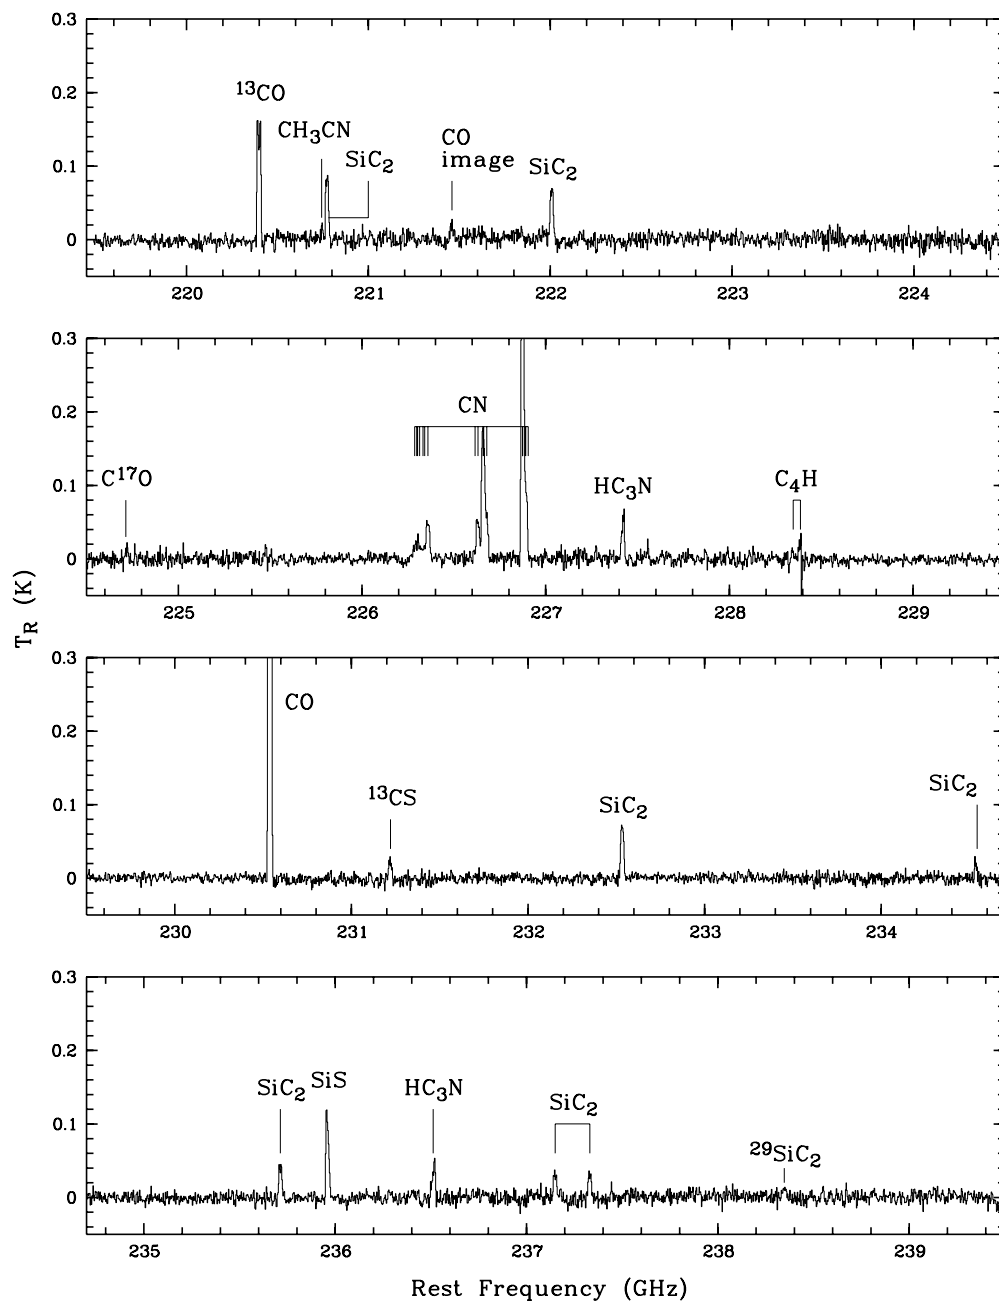 0.3
0.2
0.1
0
¹³CO
CH₃CN
SiC₂
CO
image
SiC₂
220 221 222 223 224
0.3
0.2
0.1
0
C¹⁷O
CN
HC₃N
C₄H
225 226 227 228 229
T_R (K)
0.3
0.2
0.1
0
CO
¹³CS
SiC₂
SiC₂
230 231 232 233 234
0.3
0.2
0.1
0
SiC₂
SiS
HC₃N
SiC₂
²⁹SiC₂
235 236 237 238 239
Rest Frequency (GHz)